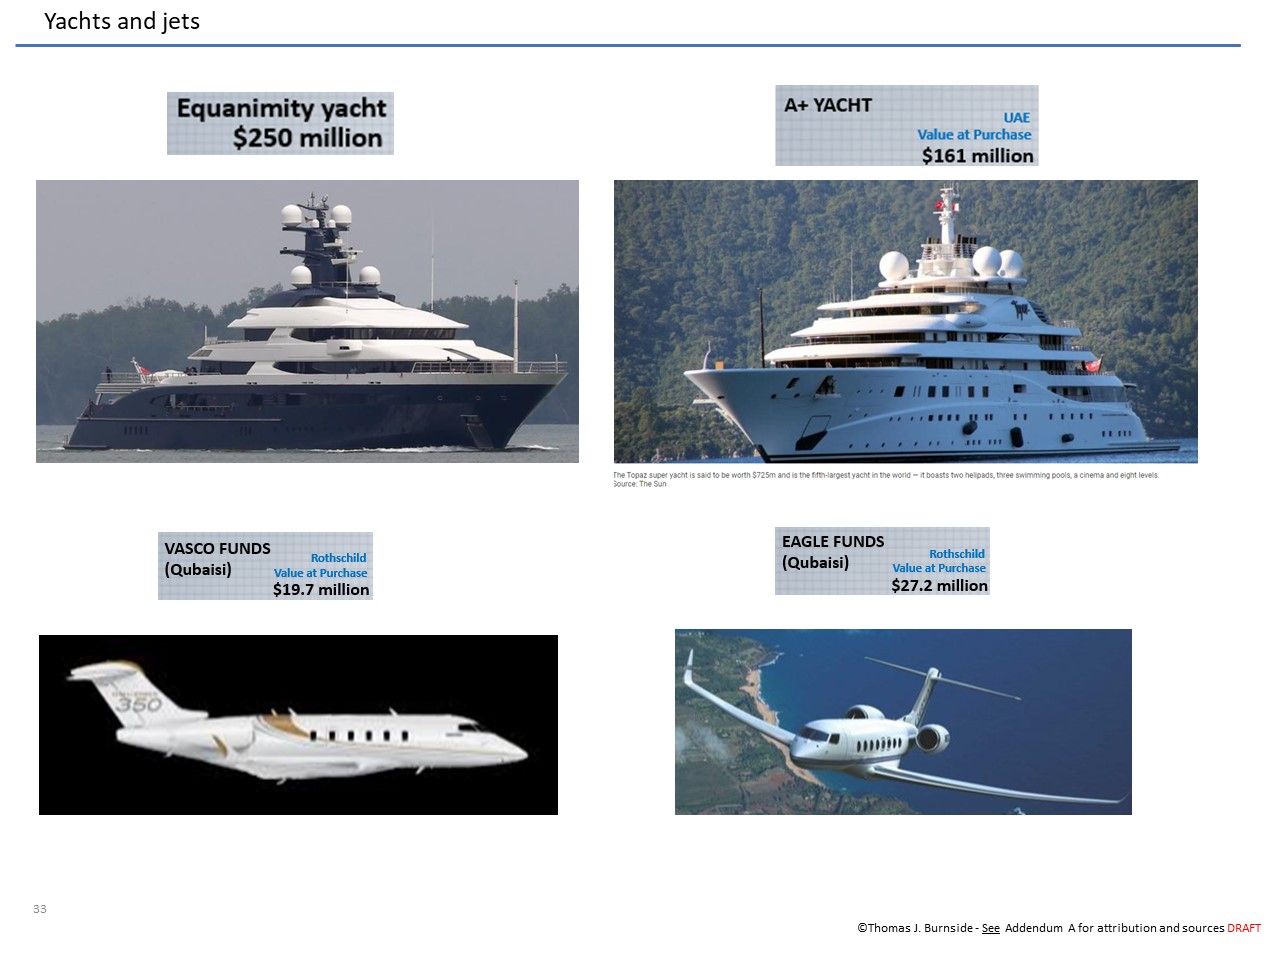 Yachts and jets
Equanimity yacht
$250 million
A+ YACHT
UAE
Value at Purchase
$161 million
The Topaz super yacht is said to be worth $725m and is the fifth-largest yacht in the world — it boasts two helipads, three swimming pools, a cinema and eight levels.
Source: The Sun
VASCO FUNDS
(Qubaisi)
Rothschild
Value at Purchase
$19.7 million
EAGLE FUNDS
(Qubaisi)
Rothschild
Value at Purchase
$27.2 million
350
33
©Thomas J. Burnside - See Addendum A for attribution and sources DRAFT